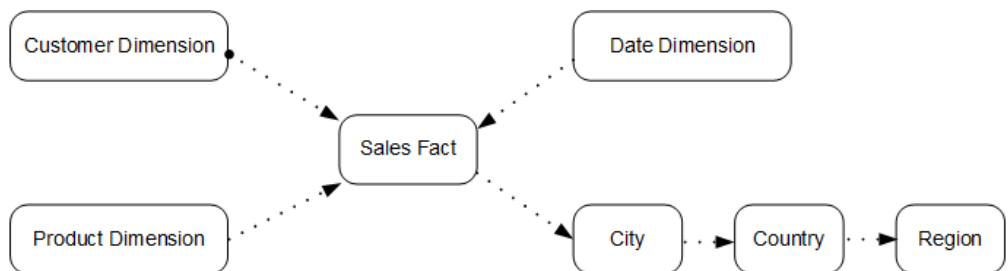 Customer Dimension
Date Dimension
Sales Fact
Product Dimension
City
Country
Region